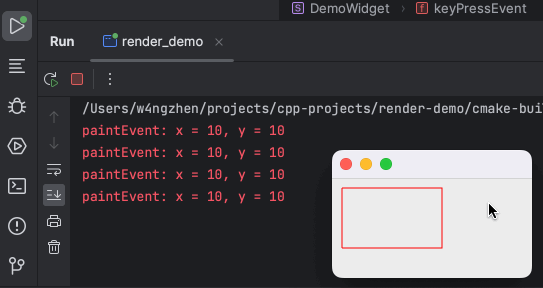 DemoWidget > keyPressEvent
Run render_demo
/Users/w4ngzhen/projects/cpp-projects/render-demo/cmake-bui
paintEvent: x = 10, y = 10
paintEvent: x = 10, y = 10
paintEvent: x = 10, y = 10
paintEvent: x = 10, y = 10